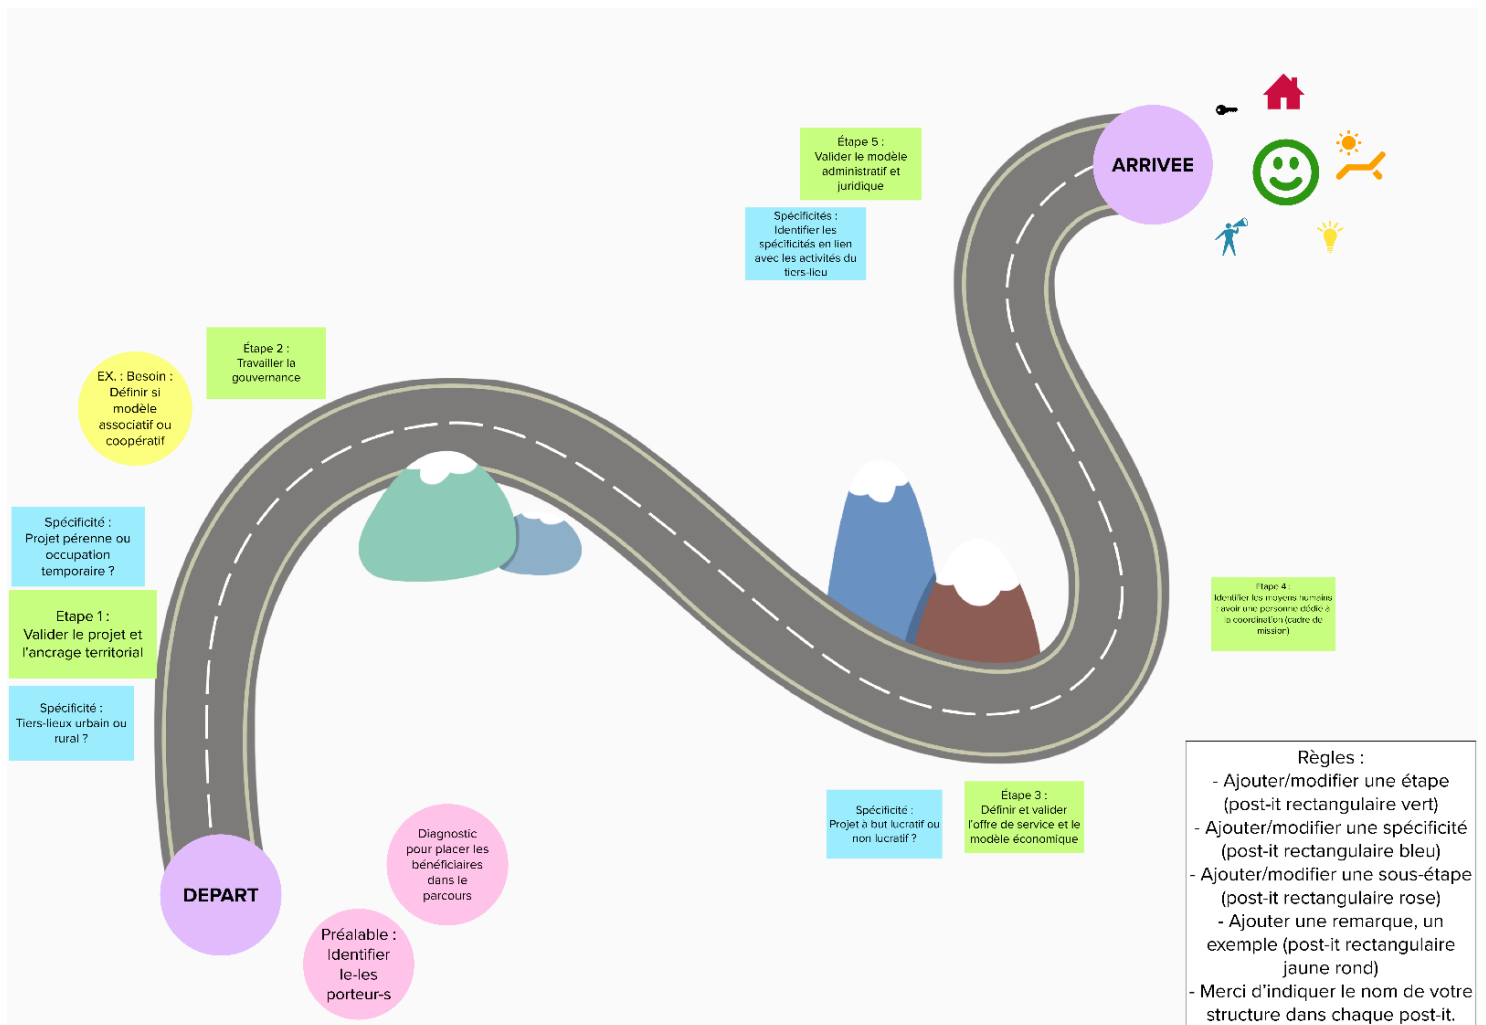 ARRIVEE
Étape 5 :
Valider le modèle
administratif et
juridique
Spécificités :
Identifier les
spécificités en lien
avec les activités du
tiers-lieu
Étape 2 :
Travailler la
gouvernance
EX. : Besoin :
Définir si
modèle
associatif ou
coopératif
Spécificité :
Projet pérenne ou
occupation
temporaire ?
Etape 1 :
Valider le projet et
l'ancrage territorial
Spécificité :
Tiers-lieux urbain ou
rural ?
Etape 4 :
Identifier les moyens humains
: avoir une personne dédié à
la coordination (cadre de
mission)
Spécificité :
Projet à but lucratif ou
non lucratif ?
Étape 3 :
Définir et valider
l'offre de service et le
modèle économique
Diagnostic
pour placer les
bénéficiaires
dans le
parcours
DEPART
Préalable :
Identifier
le-les
porteur-s
Règles :
- Ajouter/modifier une étape
(post-it rectangulaire vert)
- Ajouter/modifier une spécificité
(post-it rectangulaire bleu)
- Ajouter/modifier une sous-étape
(post-it rectangulaire rose)
- Ajouter une remarque, un
exemple (post-it rectangulaire
jaune rond)
- Merci d'indiquer le nom de votre
structure dans chaque post-it.